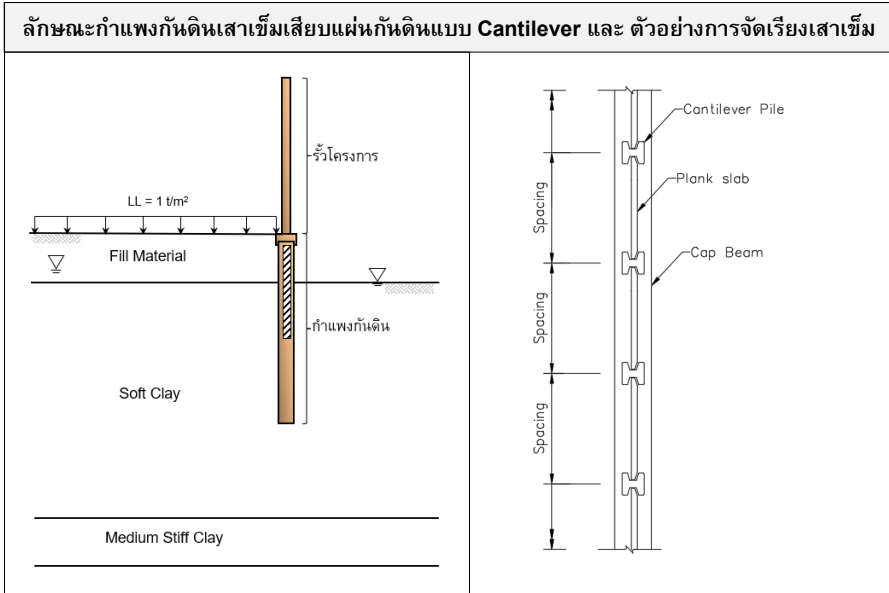 ลักษณะกำแพงกันดินเสาเข็มเสียบแผ่นกันดินแบบ Cantilever และ ตัวอย่างการจัดเรียงเสาเข็ม
รั้วโครงการ
LL = 1 t/m²
Fill Material
กำแพงกันดิน
Soft Clay
Medium Stiff Clay
Cantilever Pile
Plank slab
Spacing
Cap Beam
Spacing
Spacing